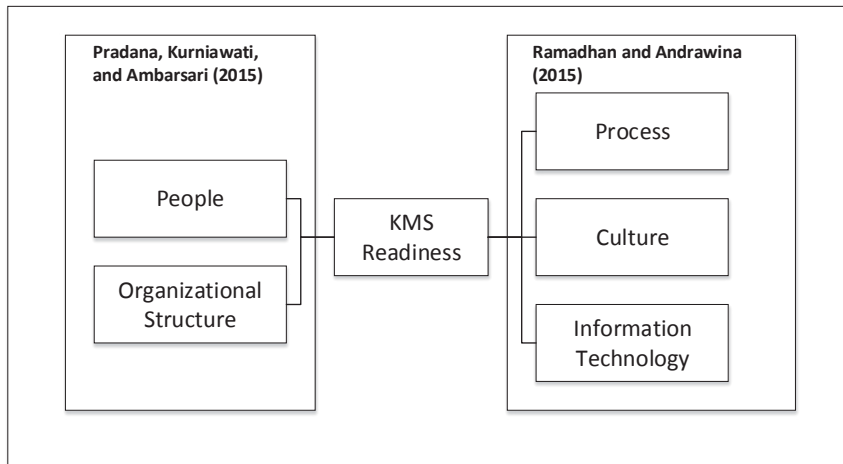 Pradana, Kurniawati,
and Ambarsari (2015)
People
Organizational
Structure
KMS
Readiness
Ramadhan and Andrawina
(2015)
Process
Culture
Information
Technology